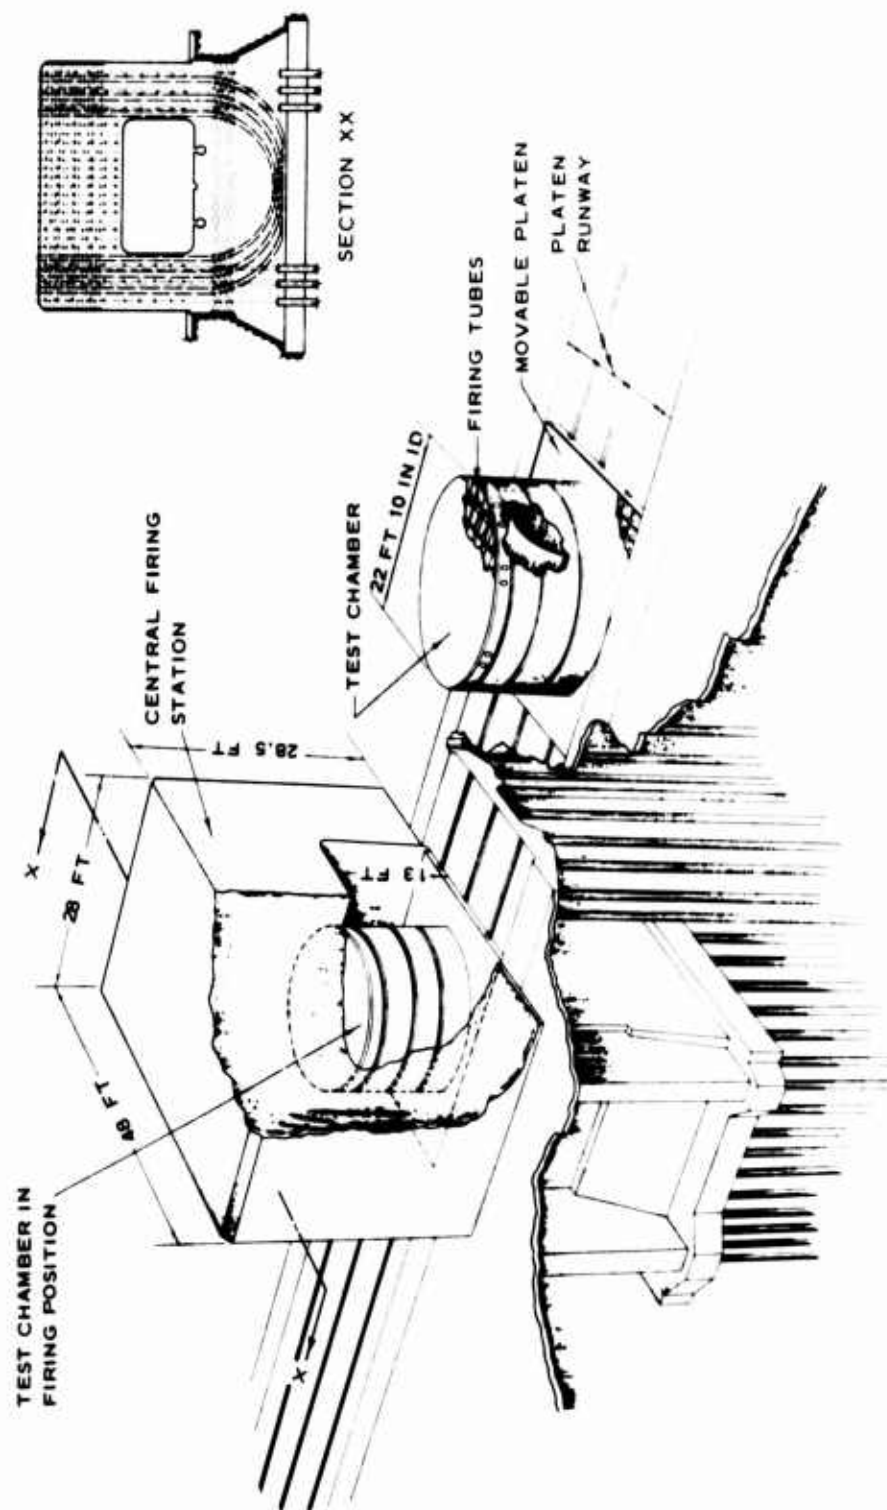 TEST CHAMBER IN
FIRING POSITION
48 FT
28 FT
X
X
CENTRAL FIRING
STATION
28.5 FT
13 FT
TEST CHAMBER
22 FT 10 IN ID
FIRING TUBES
MOVABLE PLATEN
PLATEN
RUNWAY
SECTION XX